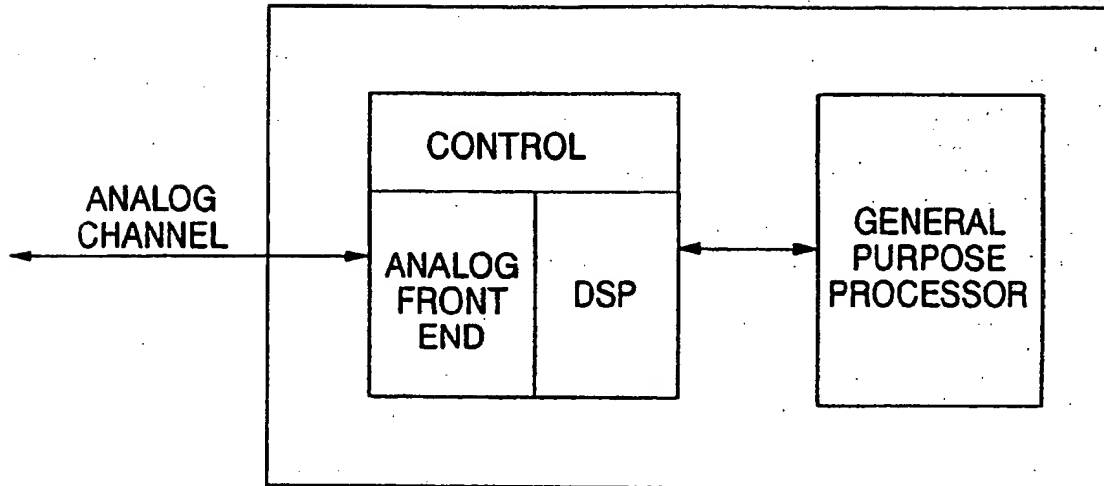 CONTROL
ANALOG
CHANNEL
ANALOG
FRONT
END
DSP
GENERAL
PURPOSE
PROCESSOR